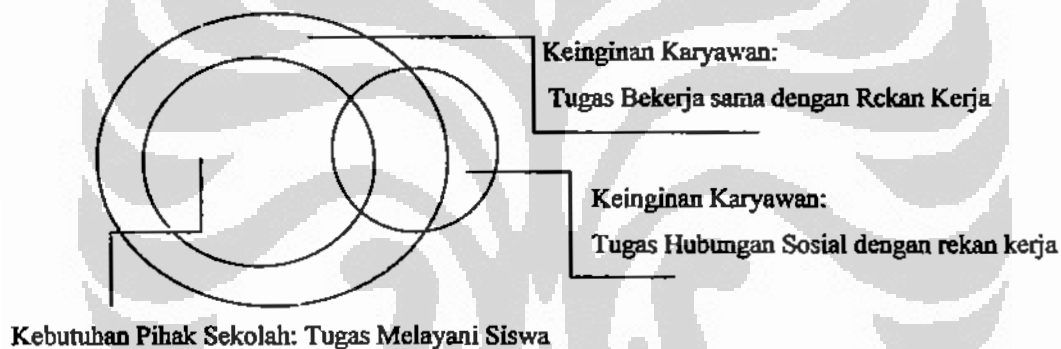 Keinginan Karyawan:
Tugas Bekerja sama dengan Rekan Kerja
Keinginan Karyawan:
Tugas Hubungan Sosial dengan rekan kerja
Kebutuhan Pihak Sekolah: Tugas Melayani Siswa